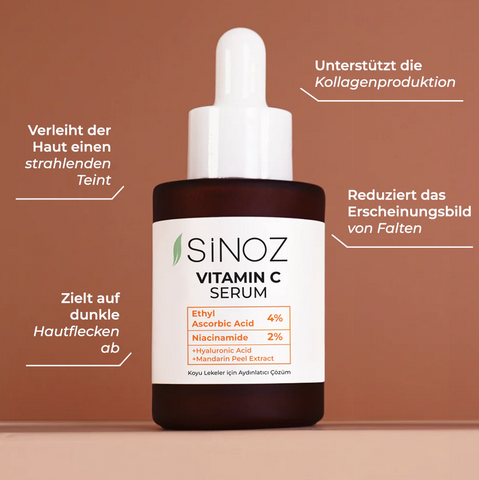 Unterstützt die
Kollagenproduktion
Verleiht der
Haut einen
strahlenden
Teint
Reduziert das
Erscheinungsbild
von Falten
Zielt auf
dunkle
Hautflecken
ab
SiNOZ
VITAMIN C
SERUM
Ethyl
Ascorbic Acid 4%
Niacinamide 2%
+Hyaluronic Acid
+Mandarin Peel Extract
Koyu Lekeler için Aydınlatıcı Çözüm